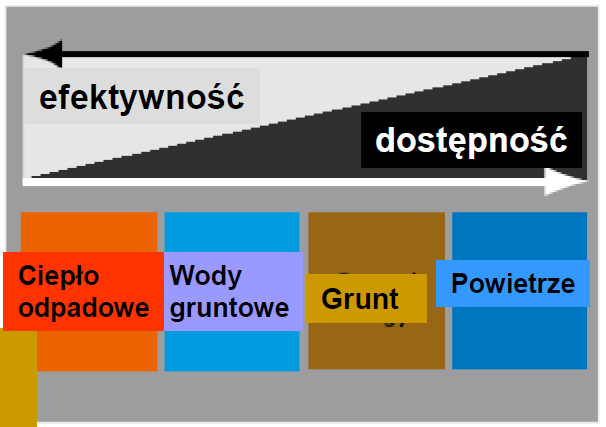 efektywność
dostępność
Ciepło
odpadowe
Wody
gruntowe
Grunt
Powietrze